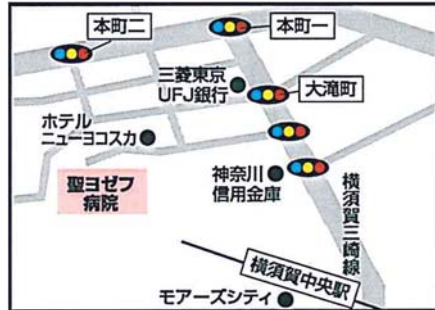 本町二
本町一
三菱東京
UFJ銀行
大滝町
ホテル
ニューヨコスカ
聖ヨゼフ
病院
神奈川
信用金庫
横須賀三崎線
横須賀中央駅
モアーズシティ